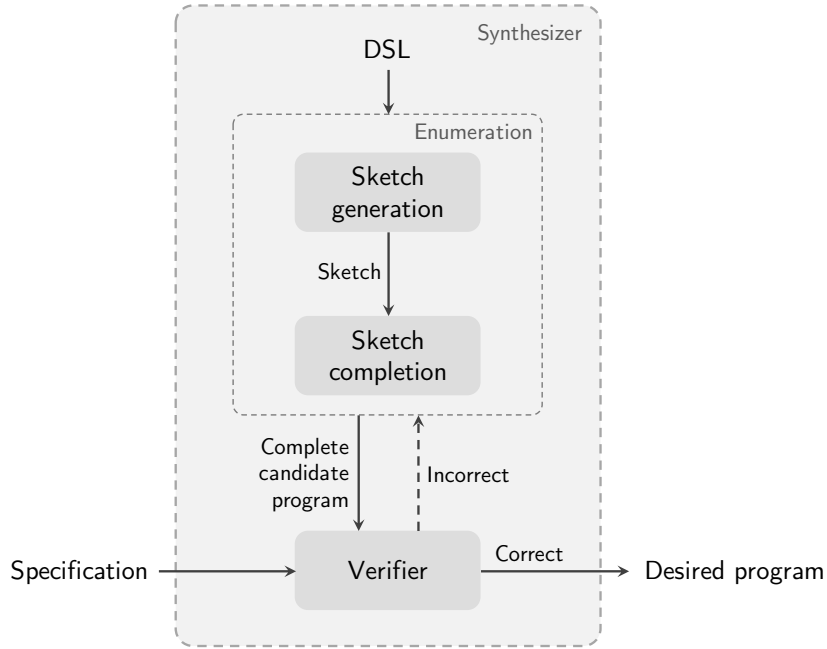 Synthesizer
DSL
Enumeration
Sketch
generation
Sketch
Sketch
completion
Complete
candidate
program
Incorrect
Specification
Verifier
Correct
Desired program